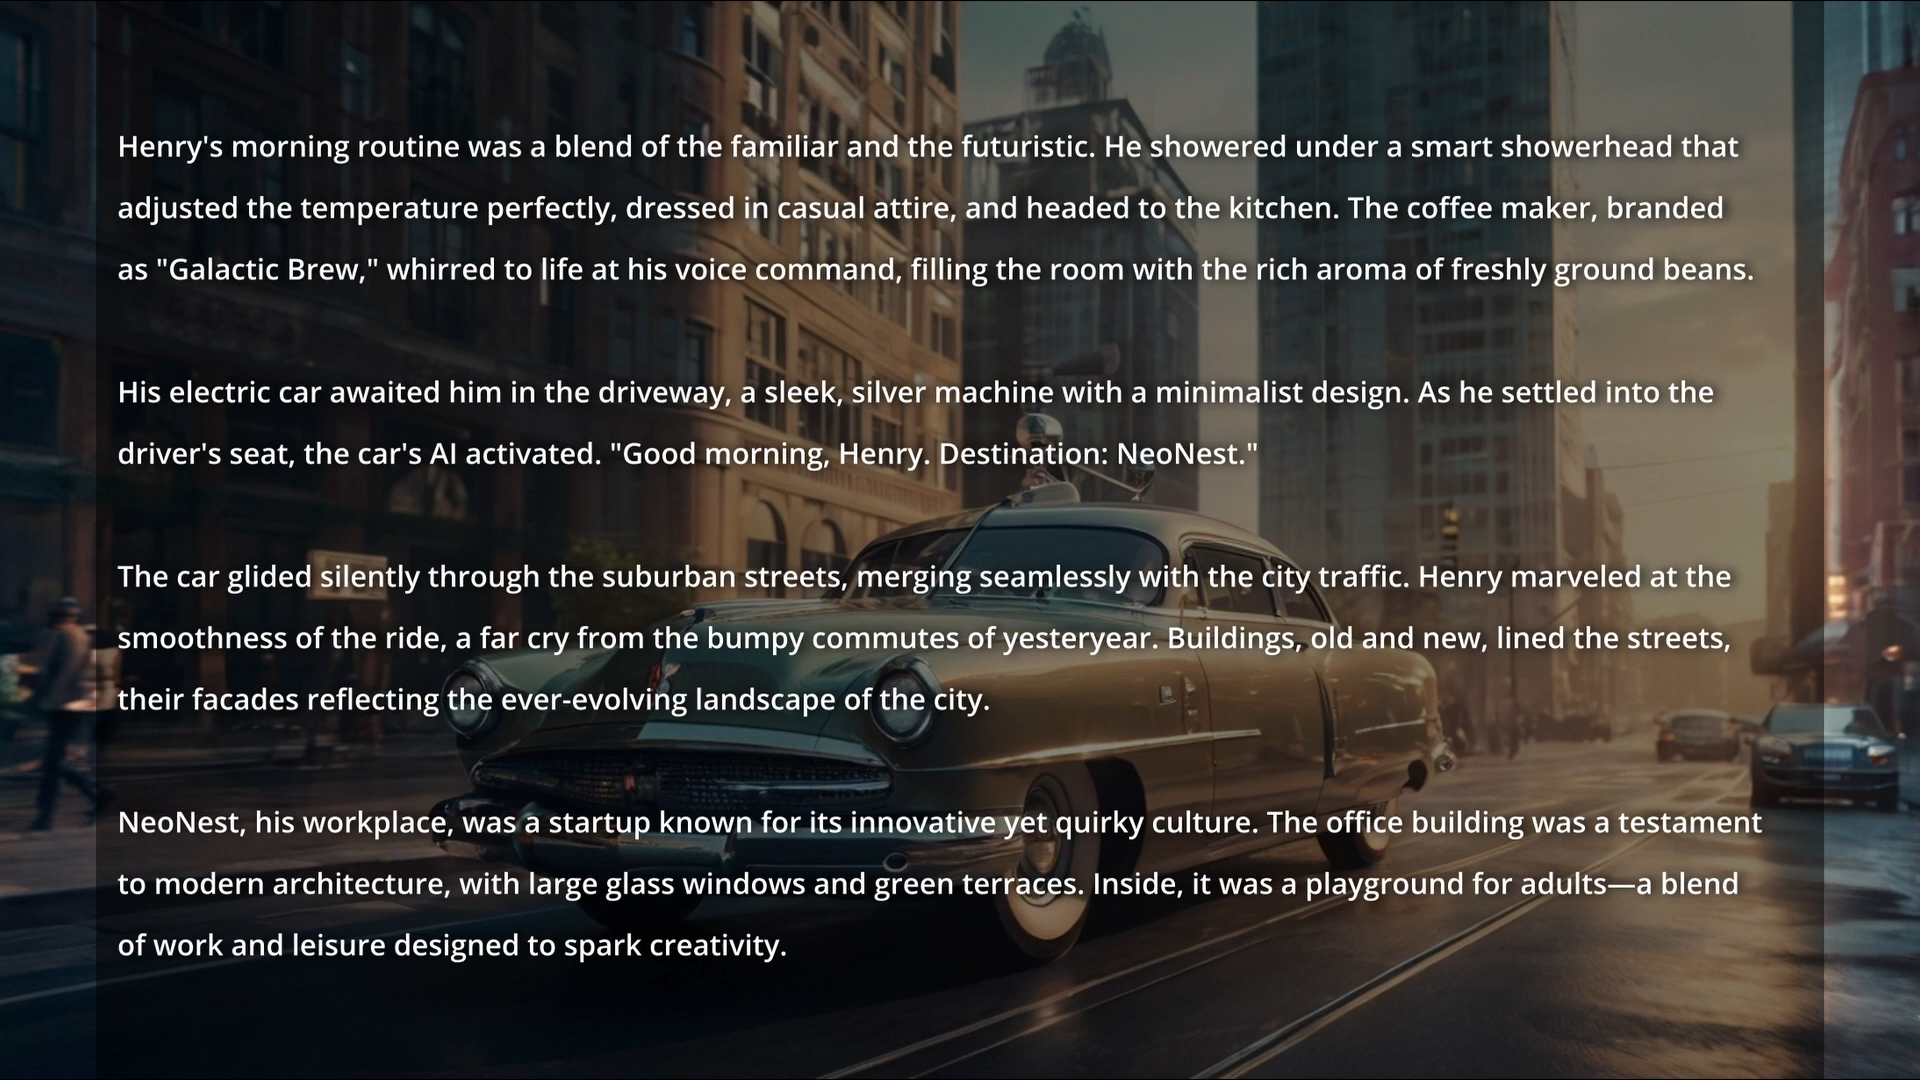 Henry's morning routine was a blend of the familiar and the futuristic. He showered under a smart showerhead that
adjusted the temperature perfectly, dressed in casual attire, and headed to the kitchen. The coffee maker, branded
as "Galactic Brew," whirred to life at his voice command, filling the room with the rich aroma of freshly ground beans.
His electric car awaited him in the driveway, a sleek, silver machine with a minimalist design. As he settled into the
driver's seat, the car's AI activated. "Good morning, Henry. Destination: NeoNest."
The car glided silently through the suburban streets, merging seamlessly with the city traffic. Henry marveled at the
smoothness of the ride, a far cry from the bumpy commutes of yesteryear. Buildings, old and new, lined the streets,
their facades reflecting the ever-evolving landscape of the city.
NeoNest, his workplace, was a startup known for its innovative yet quirky culture. The office building was a testament
to modern architecture, with large glass windows and green terraces. Inside, it was a playground for adults—a blend
of work and leisure designed to spark creativity.